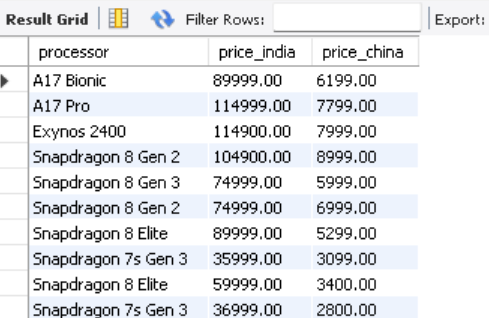 Result Grid Filter Rows: Export:
processor price_india price_china
A17 Bionic 89999.00 6199.00
A17 Pro 114999.00 7799.00
Exynos 2400 114900.00 7999.00
Snapdragon 8 Gen 2 104900.00 8999.00
Snapdragon 8 Gen 3 74999.00 5999.00
Snapdragon 8 Gen 2 74999.00 6999.00
Snapdragon 8 Elite 89999.00 5299.00
Snapdragon 7s Gen 3 35999.00 3099.00
Snapdragon 8 Elite 59999.00 3400.00
Snapdragon 7s Gen 3 36999.00 2800.00